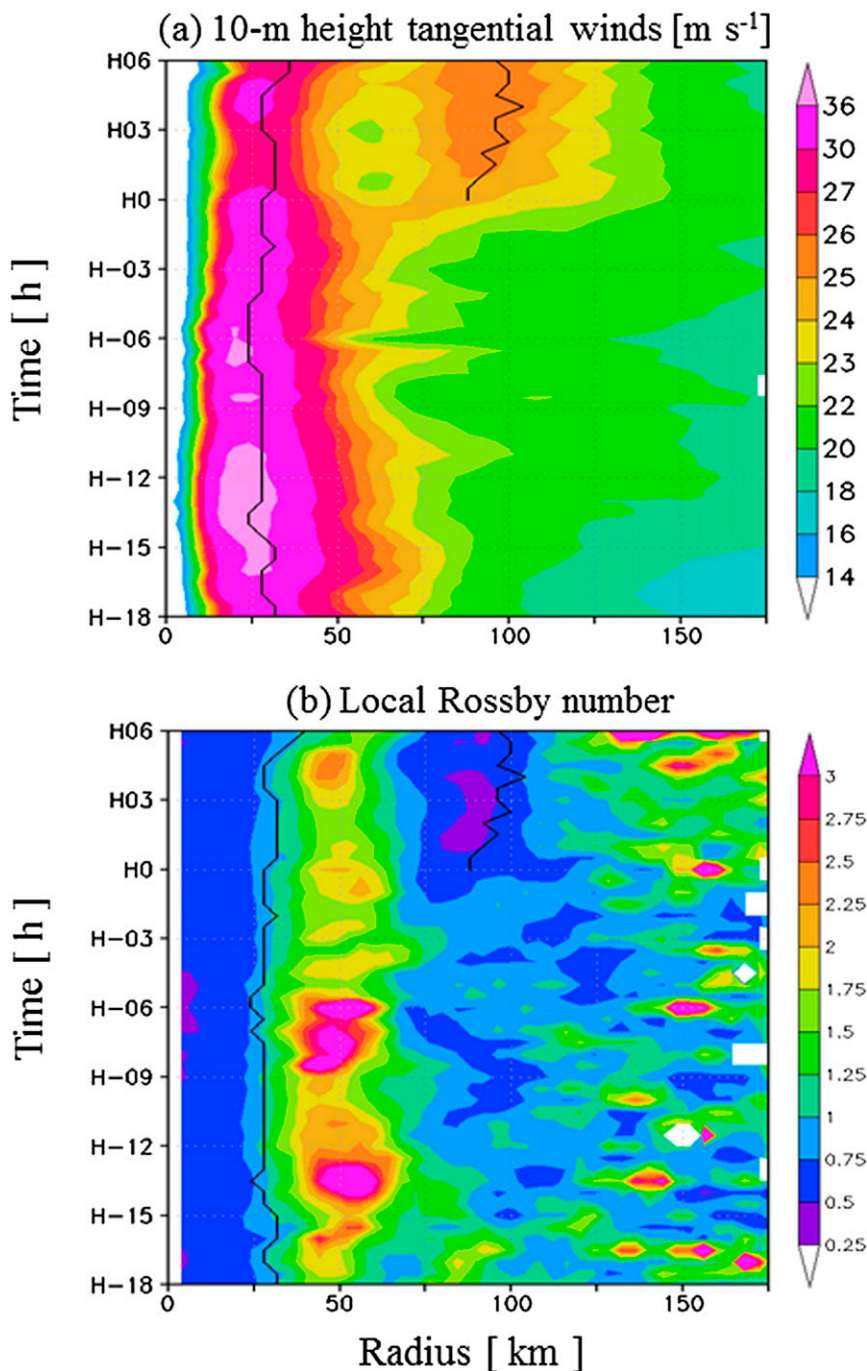 (a) 10-m height tangential winds [m s-1]
H06
H03
H0
H-03
H-06
H-09
H-12
H-15
H-18
Time [ h ]
0 50 100 150
36
30
27
26
25
24
23
22
20
18
16
14
(b) Local Rossby number
H06
H03
H0
H-03
H-06
H-09
H-12
H-15
H-18
Time [ h ]
0 50 100 150
3
2.75
2.5
2.25
2
1.75
1.5
1.25
1
0.75
0.5
0.25
Radius [ km ]